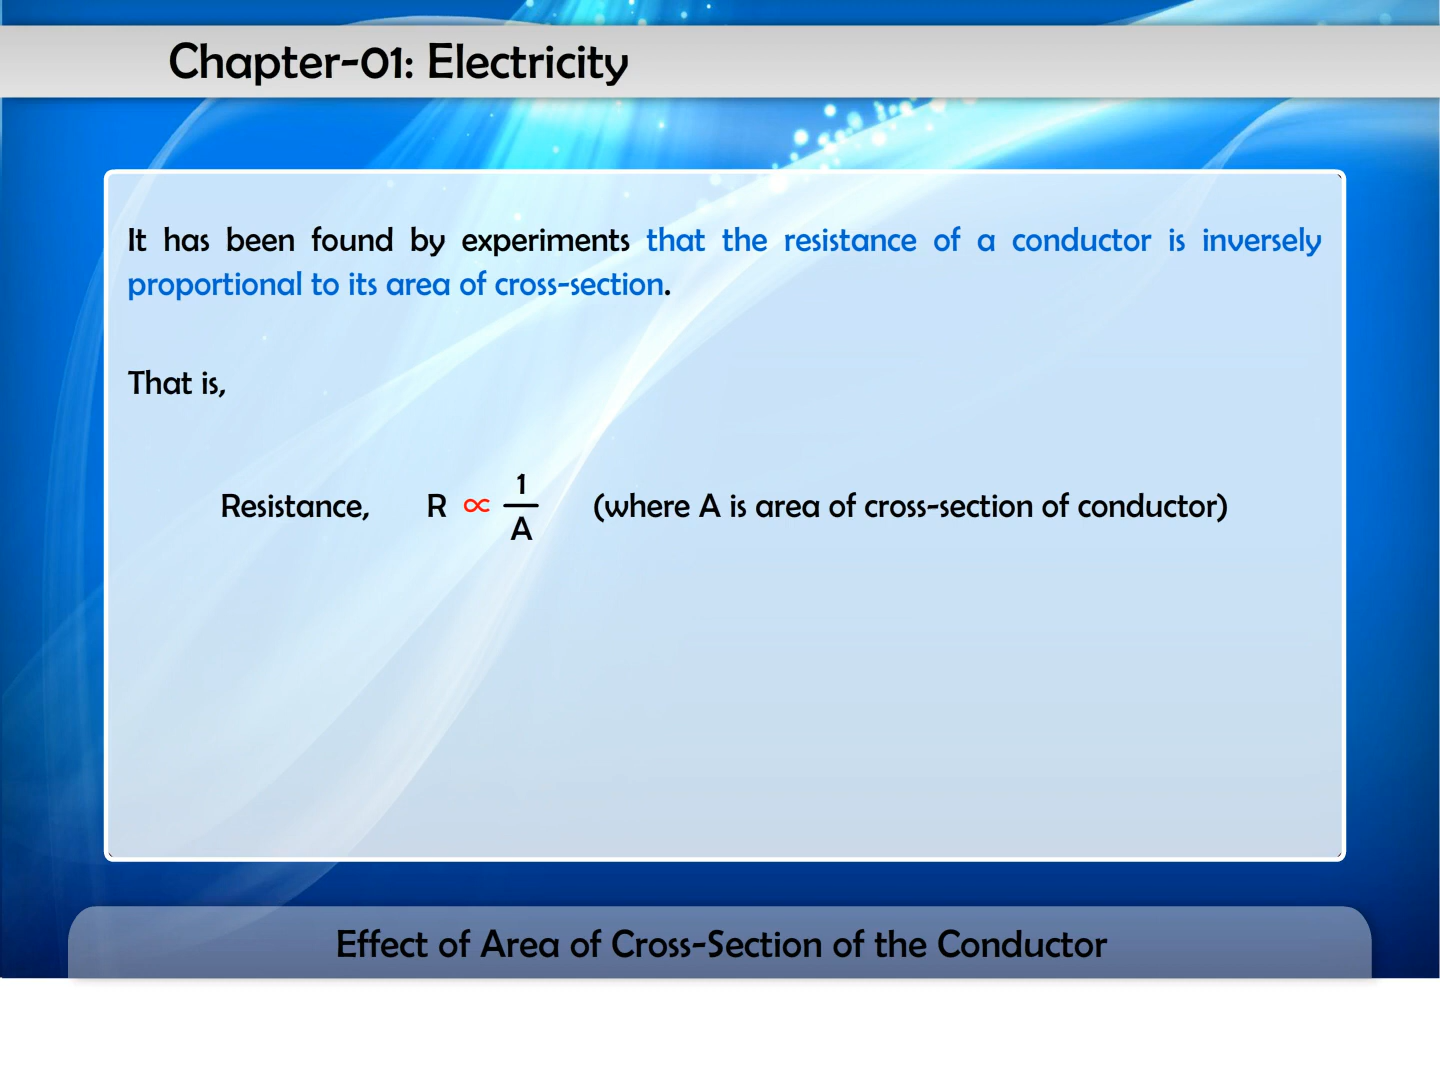 Chapter-01: Electricity
It has been found by experiments that the resistance of a conductor is inversely
proportional to its area of cross-section.
That is,
Resistance, R ∝ 1/A (where A is area of cross-section of conductor)
Effect of Area of Cross-Section of the Conductor